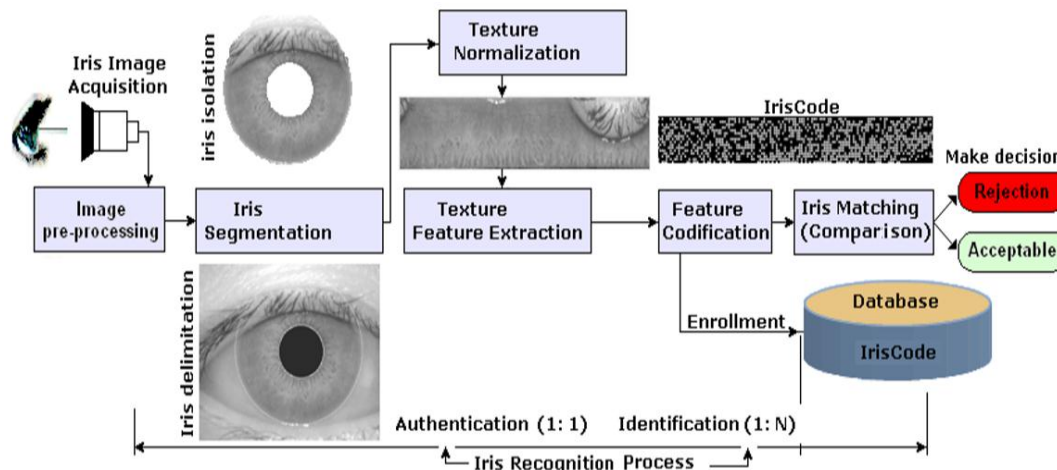 Iris Image
Acquisition
iris isolation
Texture
Normalization
IrisCode
Make decision
Image
pre-processing
Iris
Segmentation
Texture
Feature Extraction
Feature
Codification
Iris Matching
(Comparison)
Rejection
Acceptable
Iris delimitation
Enrollment
Database
IrisCode
Authentication (1: 1)
Identification (1: N)
Iris Recognition Process